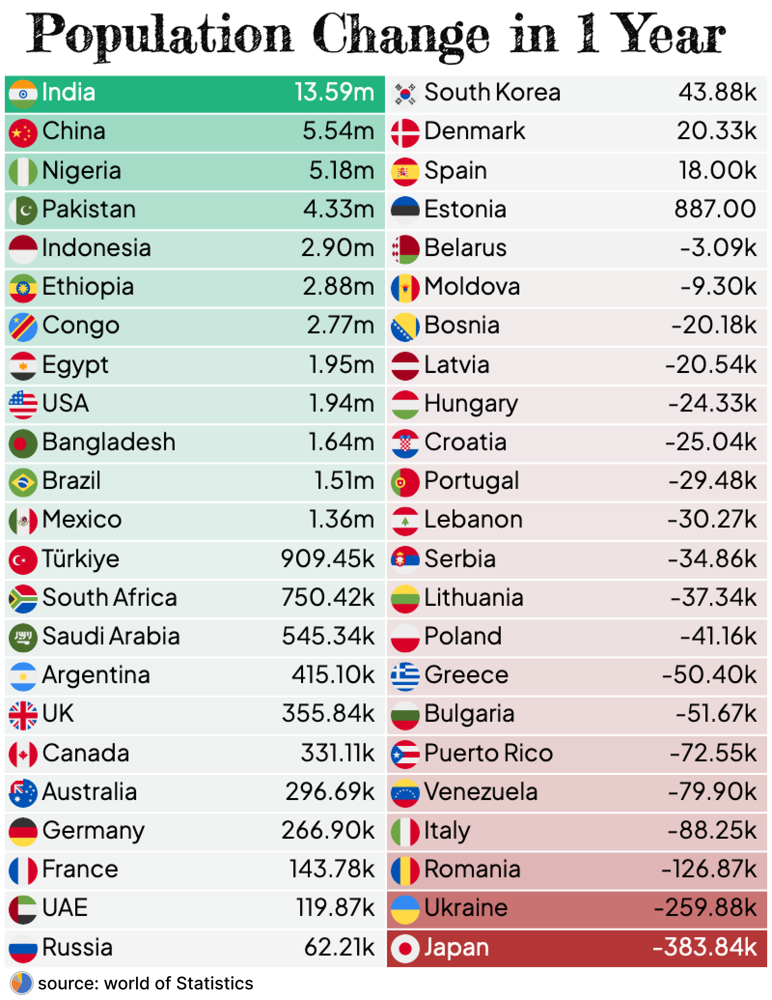 Population Change in 1 Year
India 13.59m
China 5.54m
Nigeria 5.18m
Pakistan 4.33m
Indonesia 2.90m
Ethiopia 2.88m
Congo 2.77m
Egypt 1.95m
USA 1.94m
Bangladesh 1.64m
Brazil 1.51m
Mexico 1.36m
Türkiye 909.45k
South Africa 750.42k
Saudi Arabia 545.34k
Argentina 415.10k
UK 355.84k
Canada 331.11k
Australia 296.69k
Germany 266.90k
France 143.78k
UAE 119.87k
Russia 62.21k
South Korea 43.88k
Denmark 20.33k
Spain 18.00k
Estonia 887.00
Belarus -3.09k
Moldova -9.30k
Bosnia -20.18k
Latvia -20.54k
Hungary -24.33k
Croatia -25.04k
Portugal -29.48k
Lebanon -30.27k
Serbia -34.86k
Lithuania -37.34k
Poland -41.16k
Greece -50.40k
Bulgaria -51.67k
Puerto Rico -72.55k
Venezuela -79.90k
Italy -88.25k
Romania -126.87k
Ukraine -259.88k
Japan -383.84k
source: world of Statistics